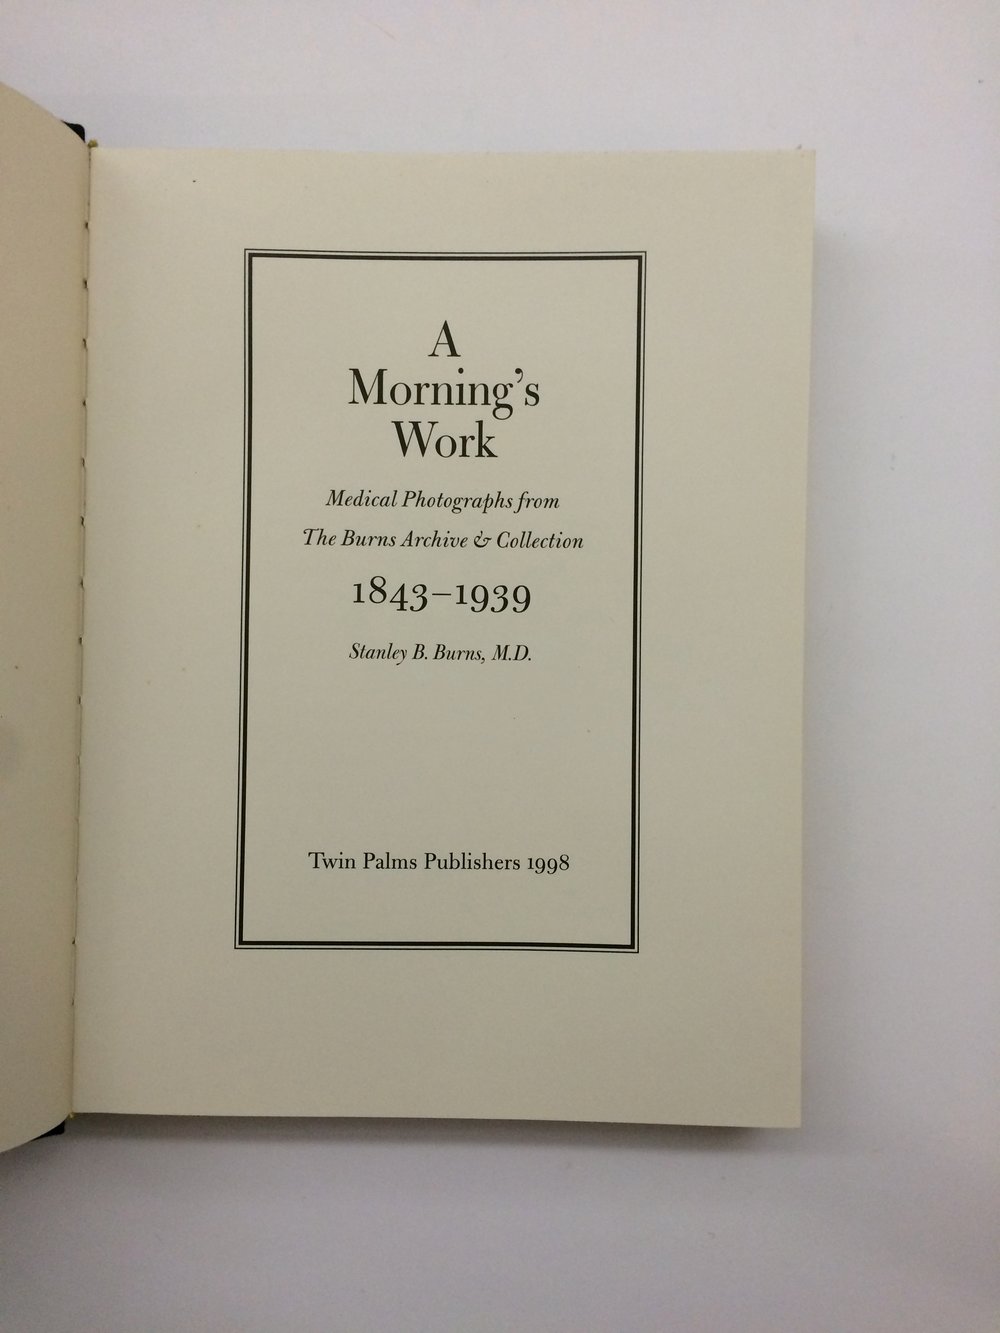 A
Morning’s
Work
Medical Photographs from
The Burns Archive & Collection
1843–1939
Stanley B. Burns, M.D.
Twin Palms Publishers 1998